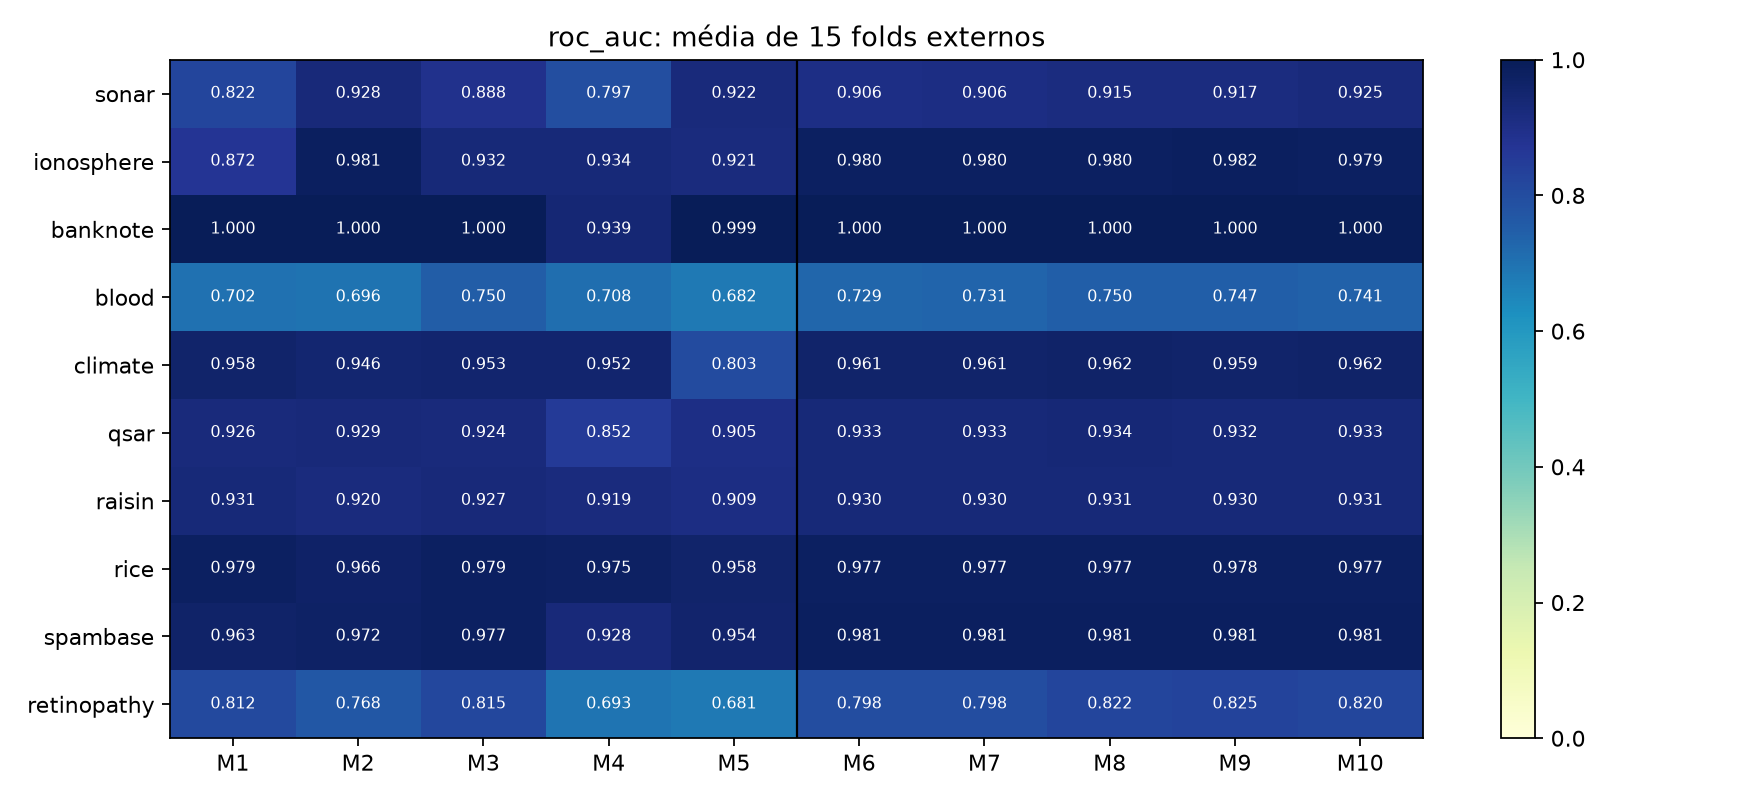 roc_auc: média de 15 folds externos
sonar 0.822 0.928 0.888 0.797 0.922 0.906 0.906 0.915 0.917 0.925
ionosphere 0.872 0.981 0.932 0.934 0.921 0.980 0.980 0.980 0.982 0.979
banknote 1.000 1.000 1.000 0.939 0.999 1.000 1.000 1.000 1.000 1.000
blood 0.702 0.696 0.750 0.708 0.682 0.729 0.731 0.750 0.747 0.741
climate 0.958 0.946 0.953 0.952 0.803 0.961 0.961 0.962 0.959 0.962
qsar 0.926 0.929 0.924 0.852 0.905 0.933 0.933 0.934 0.932 0.933
raisin 0.931 0.920 0.927 0.919 0.909 0.930 0.930 0.931 0.930 0.931
rice 0.979 0.966 0.979 0.975 0.958 0.977 0.977 0.977 0.978 0.977
spambase 0.963 0.972 0.977 0.928 0.954 0.981 0.981 0.981 0.981 0.981
retinopathy 0.812 0.768 0.815 0.693 0.681 0.798 0.798 0.822 0.825 0.820
M1 M2 M3 M4 M5 M6 M7 M8 M9 M10
1.0
0.8
0.6
0.4
0.2
0.0